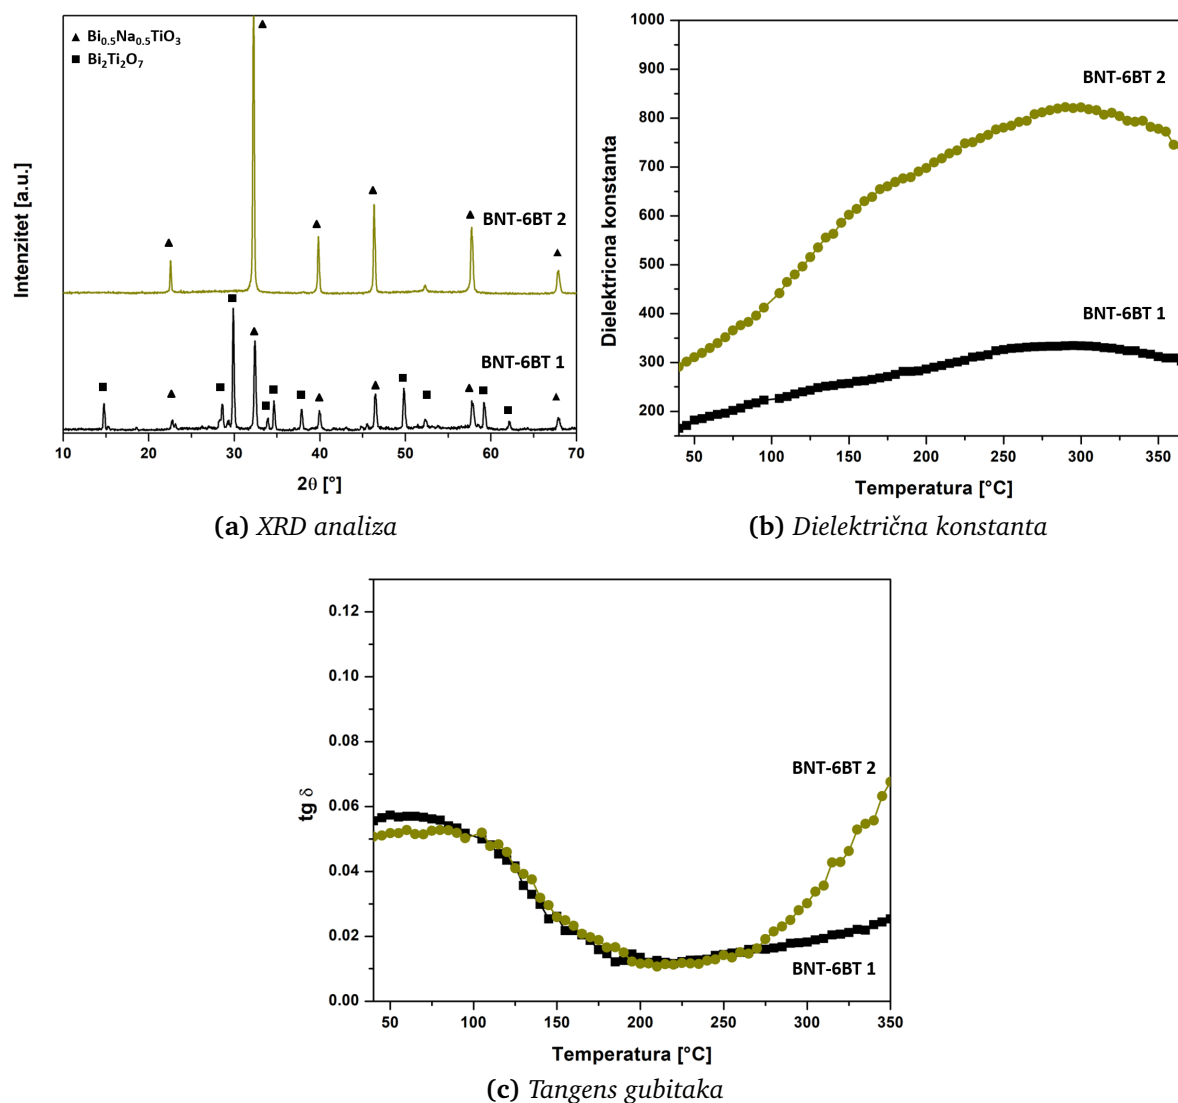 ▲ Bi0.5Na0.5TiO3
■ Bi2Ti2O7
Intenzitet [a.u.]
BNT-6BT 2
BNT-6BT 1
10 20 30 40 50 60 70
2θ [°]
(a) XRD analiza
1000
900
800
700
600
500
400
300
200
Dielektricna konstanta
BNT-6BT 2
BNT-6BT 1
50 100 150 200 250 300 350
Temperatura [°C]
(b) Dielektrična konstanta
0.12
0.10
0.08
0.06
0.04
0.02
0.00
tg δ
BNT-6BT 2
BNT-6BT 1
50 100 150 200 250 300 350
Temperatura [°C]
(c) Tangens gubitaka